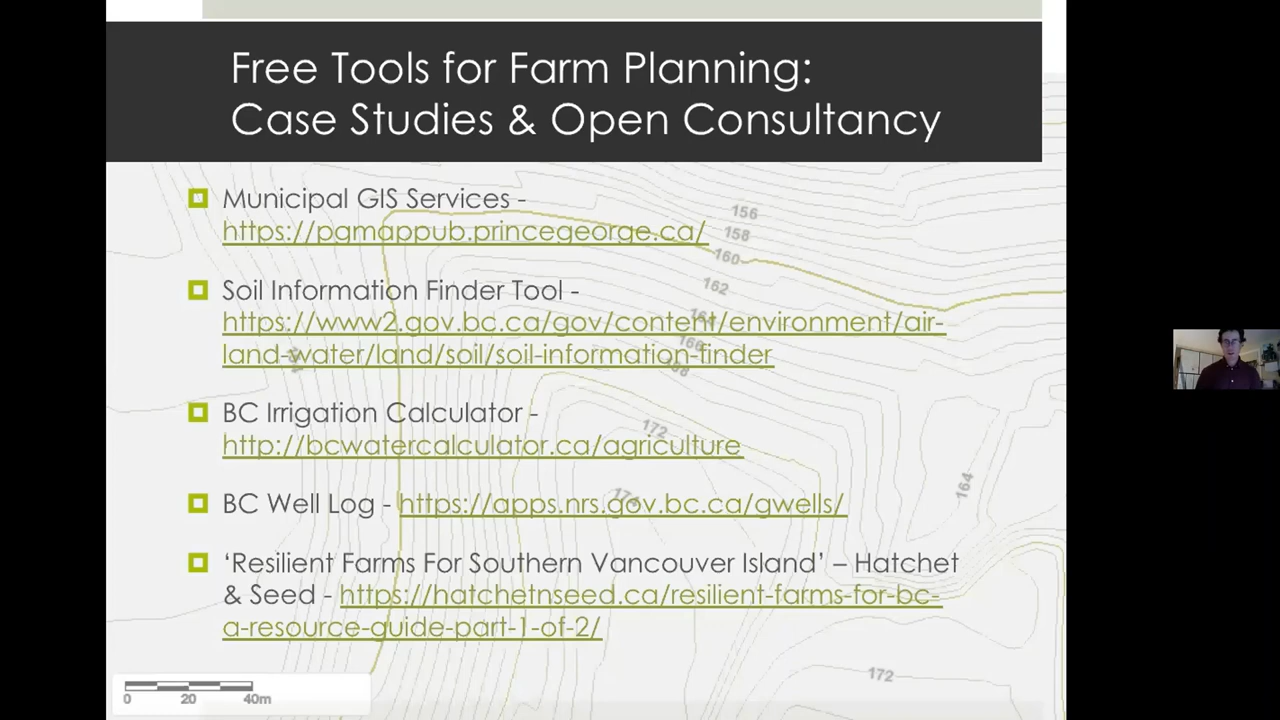 Free Tools for Farm Planning:
Case Studies & Open Consultancy
Municipal GIS Services -
https://pgmappub.princegeorge.ca/
Soil Information Finder Tool -
https://www2.gov.bc.ca/gov/content/environment/air-
land-water/land/soil/soil-information-finder
BC Irrigation Calculator -
http://bcwatercalculator.ca/agriculture
BC Well Log - https://apps.nrs.gov.bc.ca/gwells/
‘Resilient Farms For Southern Vancouver Island’ – Hatchet
& Seed - https://hatchetnseed.ca/resilient-farms-for-bc-
a-resource-guide-part-1-of-2/
156
158
160
162
164
166
168
172
174
164
172
0 20 40m